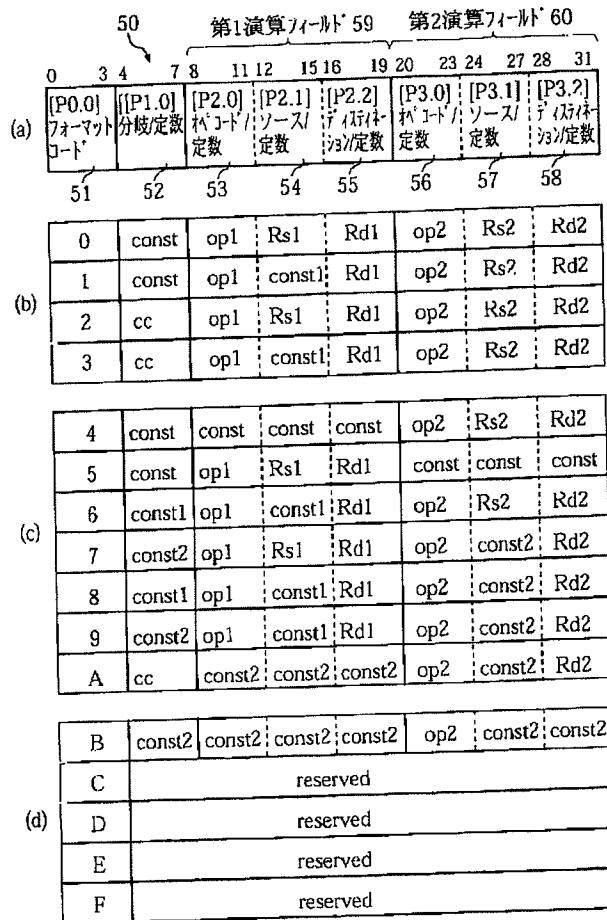 50
第1演算フィールド 59 第2演算フィールド 60
0 3 4 7 8 11 12 15 16 19 20 23 24 27 28 31
(a)
[P0.0] [[P1.0] [P2.0] [P2.1] [P2.2] [P3.0] [P3.1] [P3.2]
フォーマット 分岐/定数 オペコード/ ソース/ ディスティネー オペコード/ ソース/ ディスティネー
コード 定数 定数 ション/定数 定数 定数 ション/定数
51 52 53 54 55 56 57 58
(b)
0 const op1 Rs1 Rd1 op2 Rs2 Rd2
1 const op1 const1 Rd1 op2 Rs2 Rd2
2 cc op1 Rs1 Rd1 op2 Rs2 Rd2
3 cc op1 const1 Rd1 op2 Rs2 Rd2
(c)
4 const const const const op2 Rs2 Rd2
5 const op1 Rs1 Rd1 const const const
6 const1 op1 const1 Rd1 op2 Rs2 Rd2
7 const2 op1 Rs1 Rd1 op2 const2 Rd2
8 const1 op1 const1 Rd1 op2 const2 Rd2
9 const2 op1 const1 Rd1 op2 const2 Rd2
A cc const2 const2 const2 op2 const2 Rd2
(d)
B const2 const2 const2 const2 op2 const2 const2
C reserved
D reserved
E reserved
F reserved